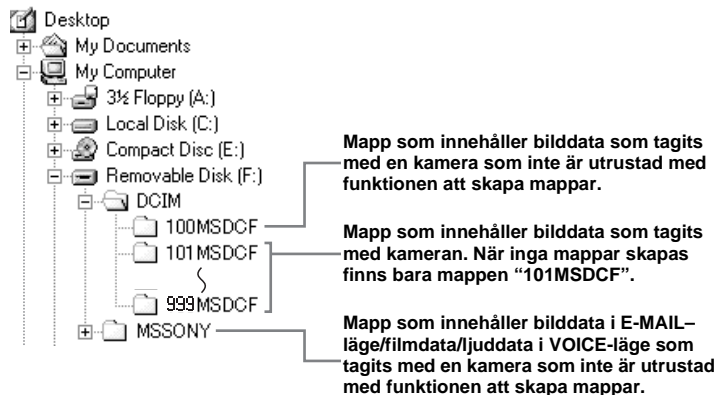 Desktop
My Documents
My Computer
3½ Floppy (A:)
Local Disk (C:)
Compact Disc (E:)
Removable Disk (F:)
DCIM
100MSDCF
101MSDCF
999MSDCF
MSSONY
Mapp som innehåller bilddata som tagits
med en kamera som inte är utrustad med
funktionen att skapa mappar.
Mapp som innehåller bilddata som tagits
med kameran. När inga mappar skapas
finns bara mappen “101MSDCF”.
Mapp som innehåller bilddata i E-MAIL–
läge/filmdata/ljuddata i VOICE-läge som
tagits med en kamera som inte är utrustad
med funktionen att skapa mappar.